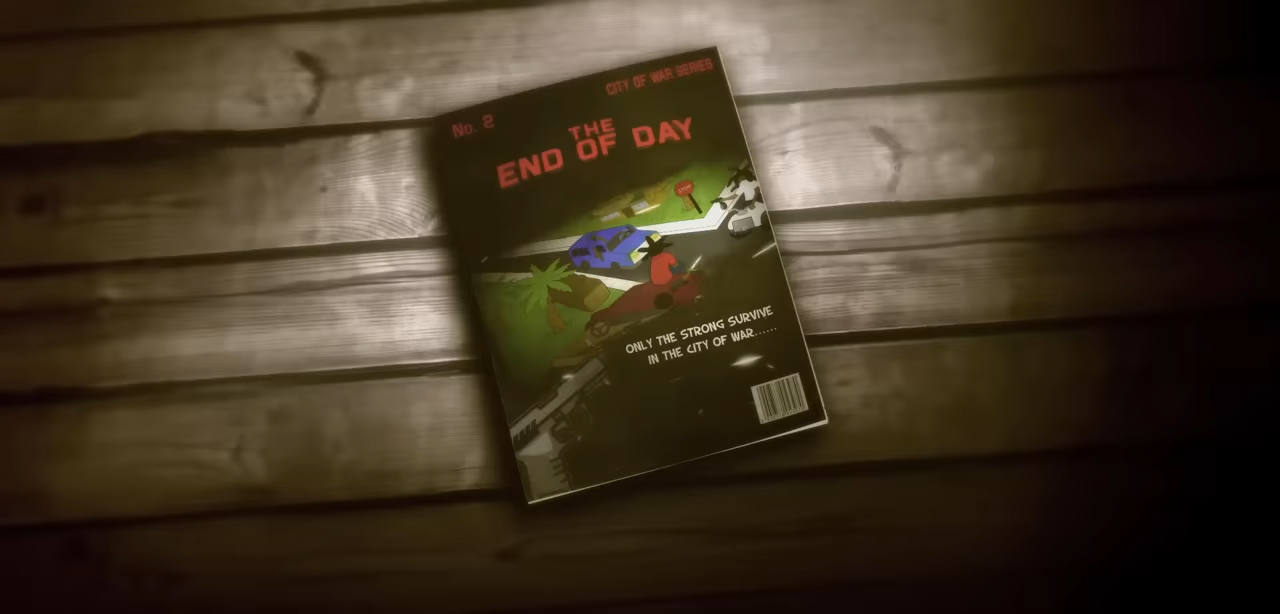 CITY OF WAR SERIES
No. 2
THE
END OF DAY
STOP
ONLY THE STRONG SURVIVE
IN THE CITY OF WAR......